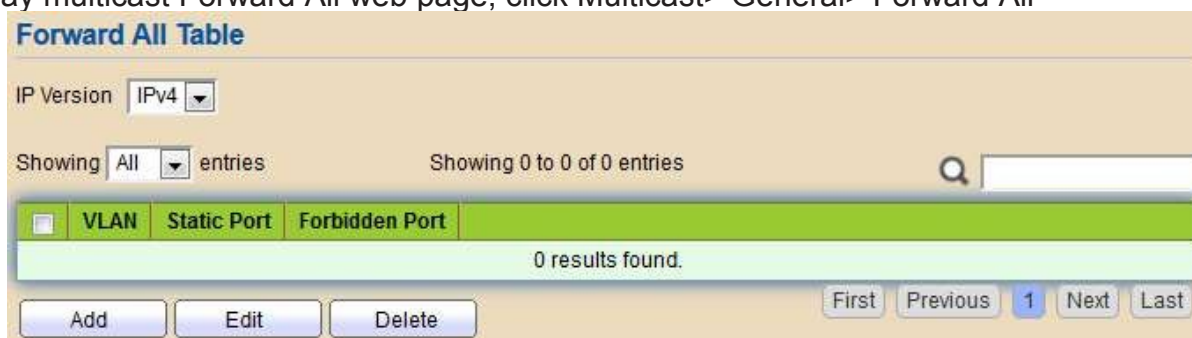 ay multicast Forward All web page, click Multicast> General> Forward All
Forward All Table
IP Version IPv4
Showing All entries Showing 0 to 0 of 0 entries
VLAN Static Port Forbidden Port
0 results found.
Add Edit Delete First Previous 1 Next Last